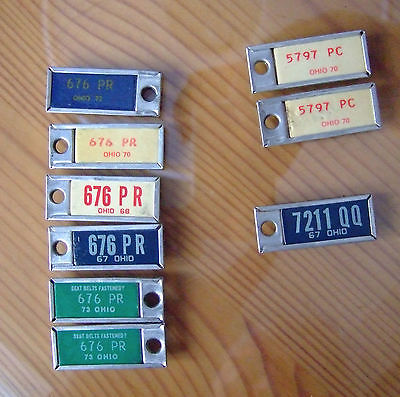 676 PR
OHIO 72
676 PR
OHIO 70
676 PR
OHIO 68
676 PR
67 OHIO
SEAT BELTS FASTENED?
676 PR
73 OHIO
SEAT BELTS FASTENED?
676 PR
73 OHIO
5797 PC
OHIO 70
5797 PC
OHIO 70
7211 QQ
67 OHIO